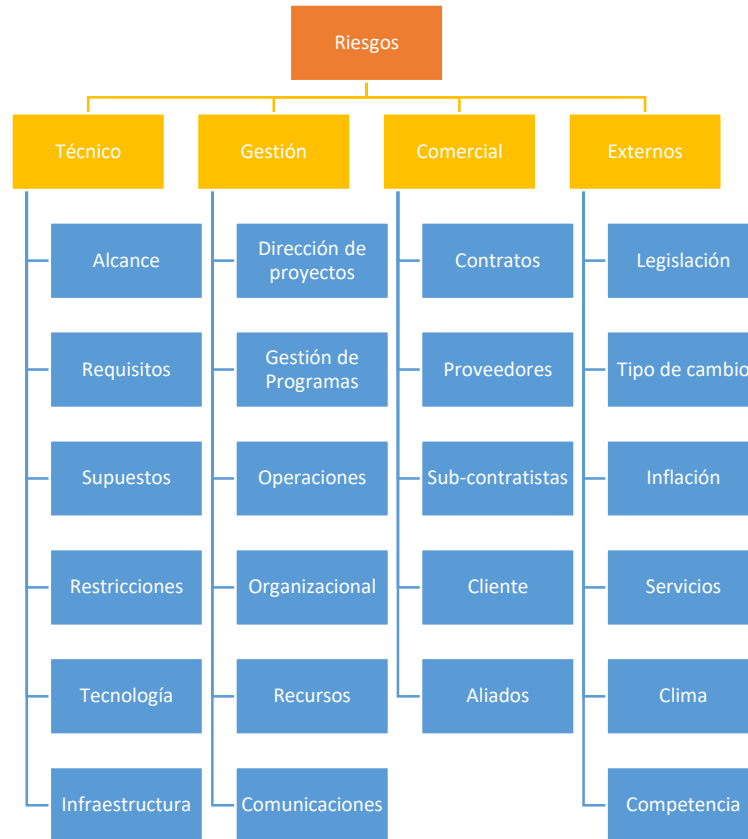 Riesgos
Técnico
Gestión
Comercial
Externos
Alcance
Dirección de
proyectos
Contratos
Legislación
Requisitos
Gestión de
Programas
Proveedores
Tipo de cambio
Supuestos
Operaciones
Sub-contratistas
Inflación
Restricciones
Organizacional
Cliente
Servicios
Tecnología
Recursos
Aliados
Clima
Infraestructura
Comunicaciones
Competencia